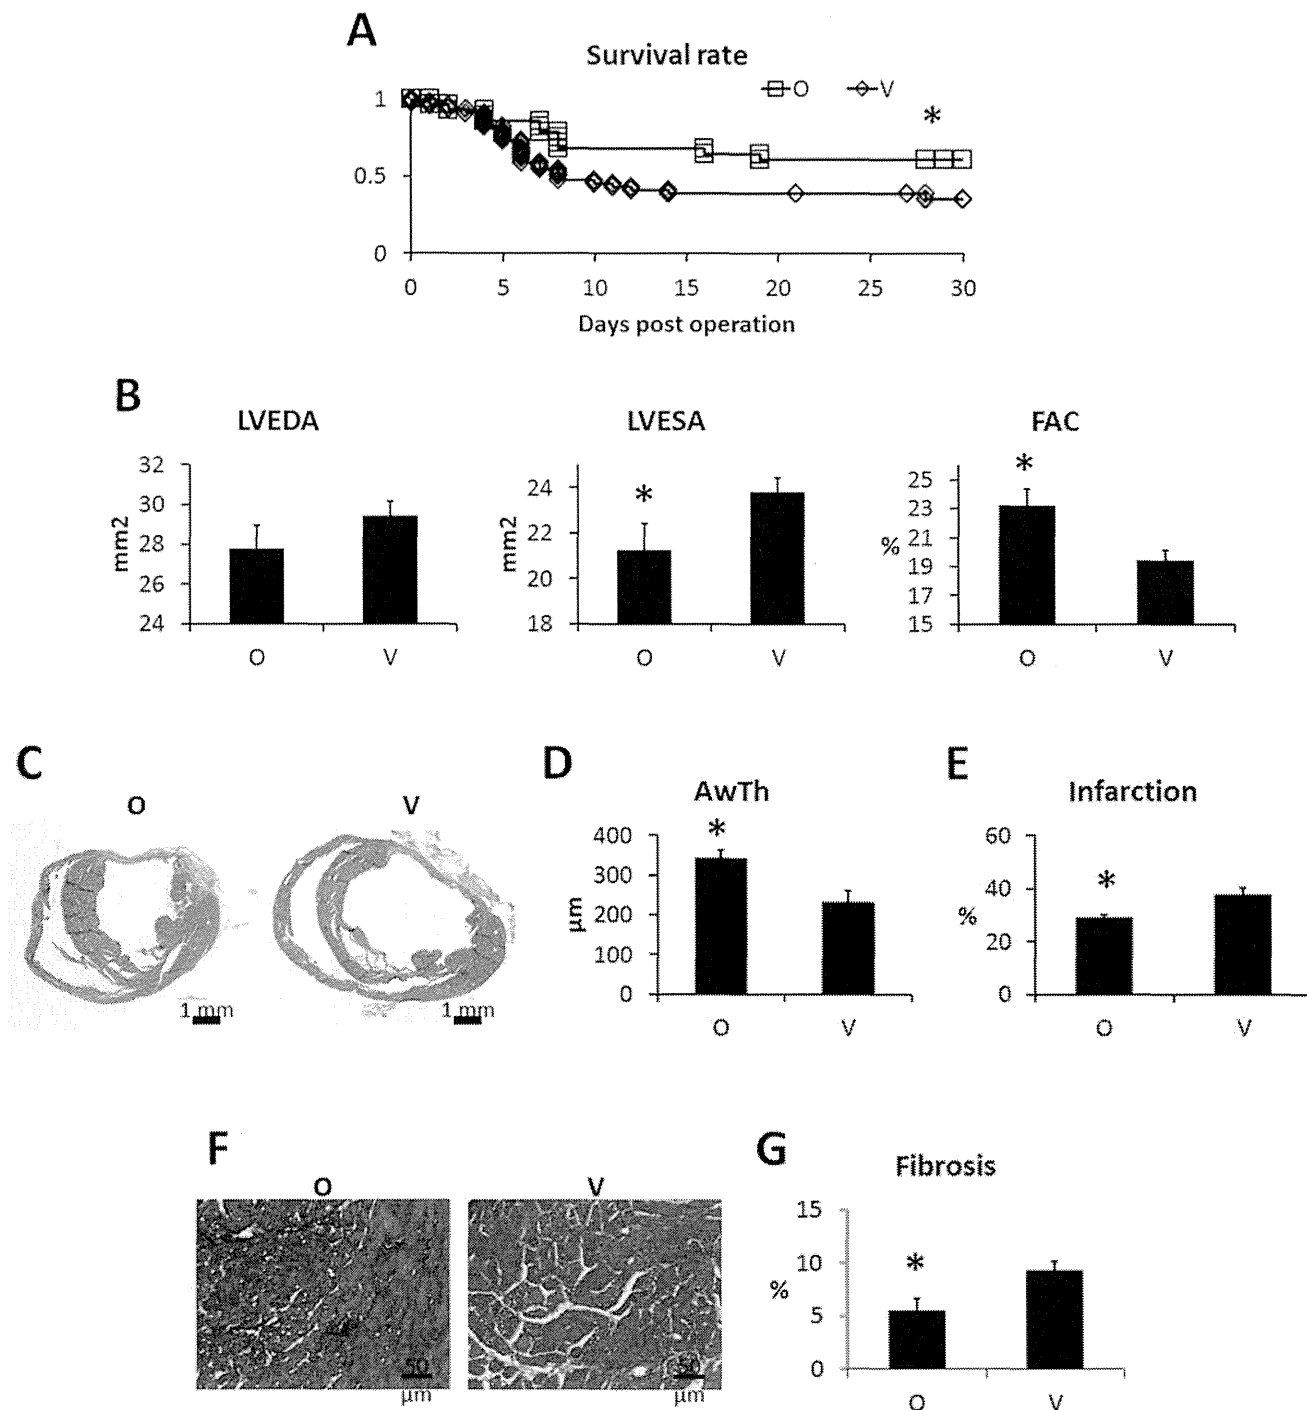 A
Survival rate
O V
*
1
0.5
0
0 5 10 15 20 25 30
Days post operation
B
LVEDA
mm2
32
30
28
26
24
O V
LVESA
mm2
24
22
20
18
*
O V
FAC
%
25
23
21
19
17
15
*
O V
C
O V
1 mm 1 mm
D
AwTh
µm
400
300
200
100
0
*
O V
E
Infarction
%
60
40
20
0
*
O V
F
O V
50 50
µm µm
G
Fibrosis
%
15
10
5
0
*
O V